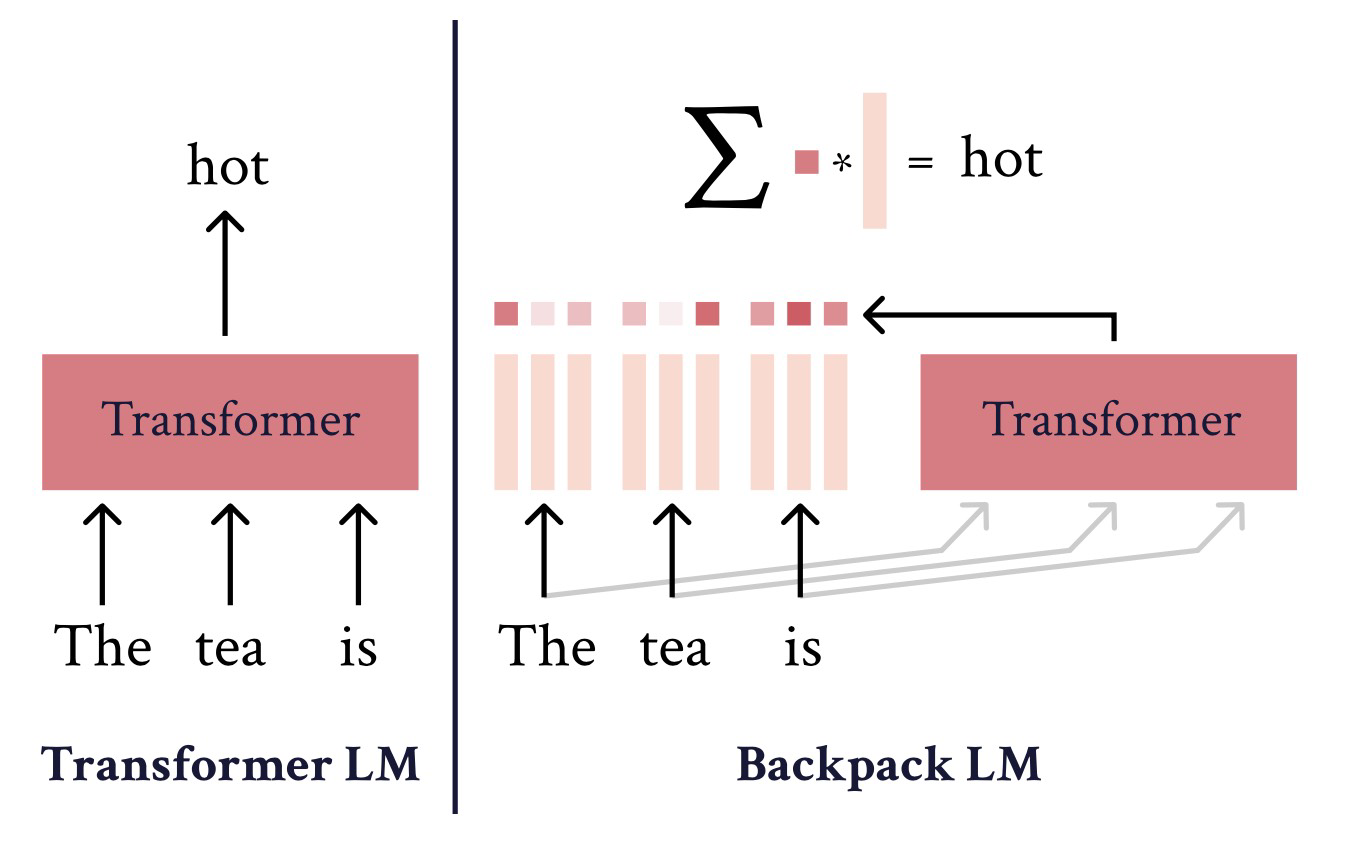 hot
Transformer
The tea is
Transformer LM
∑ * = hot
Transformer
The tea is
Backpack LM